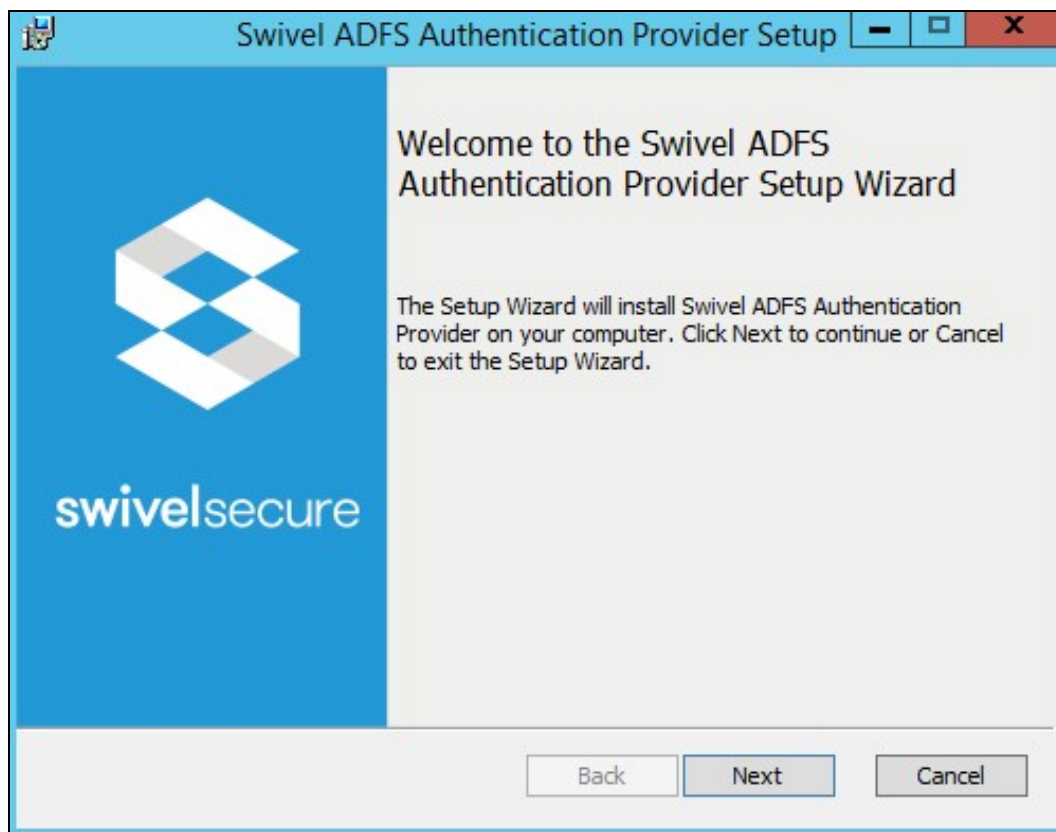 Swivel ADFS Authentication Provider Setup
Welcome to the Swivel ADFS
Authentication Provider Setup Wizard
The Setup Wizard will install Swivel ADFS Authentication
Provider on your computer. Click Next to continue or Cancel
to exit the Setup Wizard.
swivelsecure
Back Next Cancel